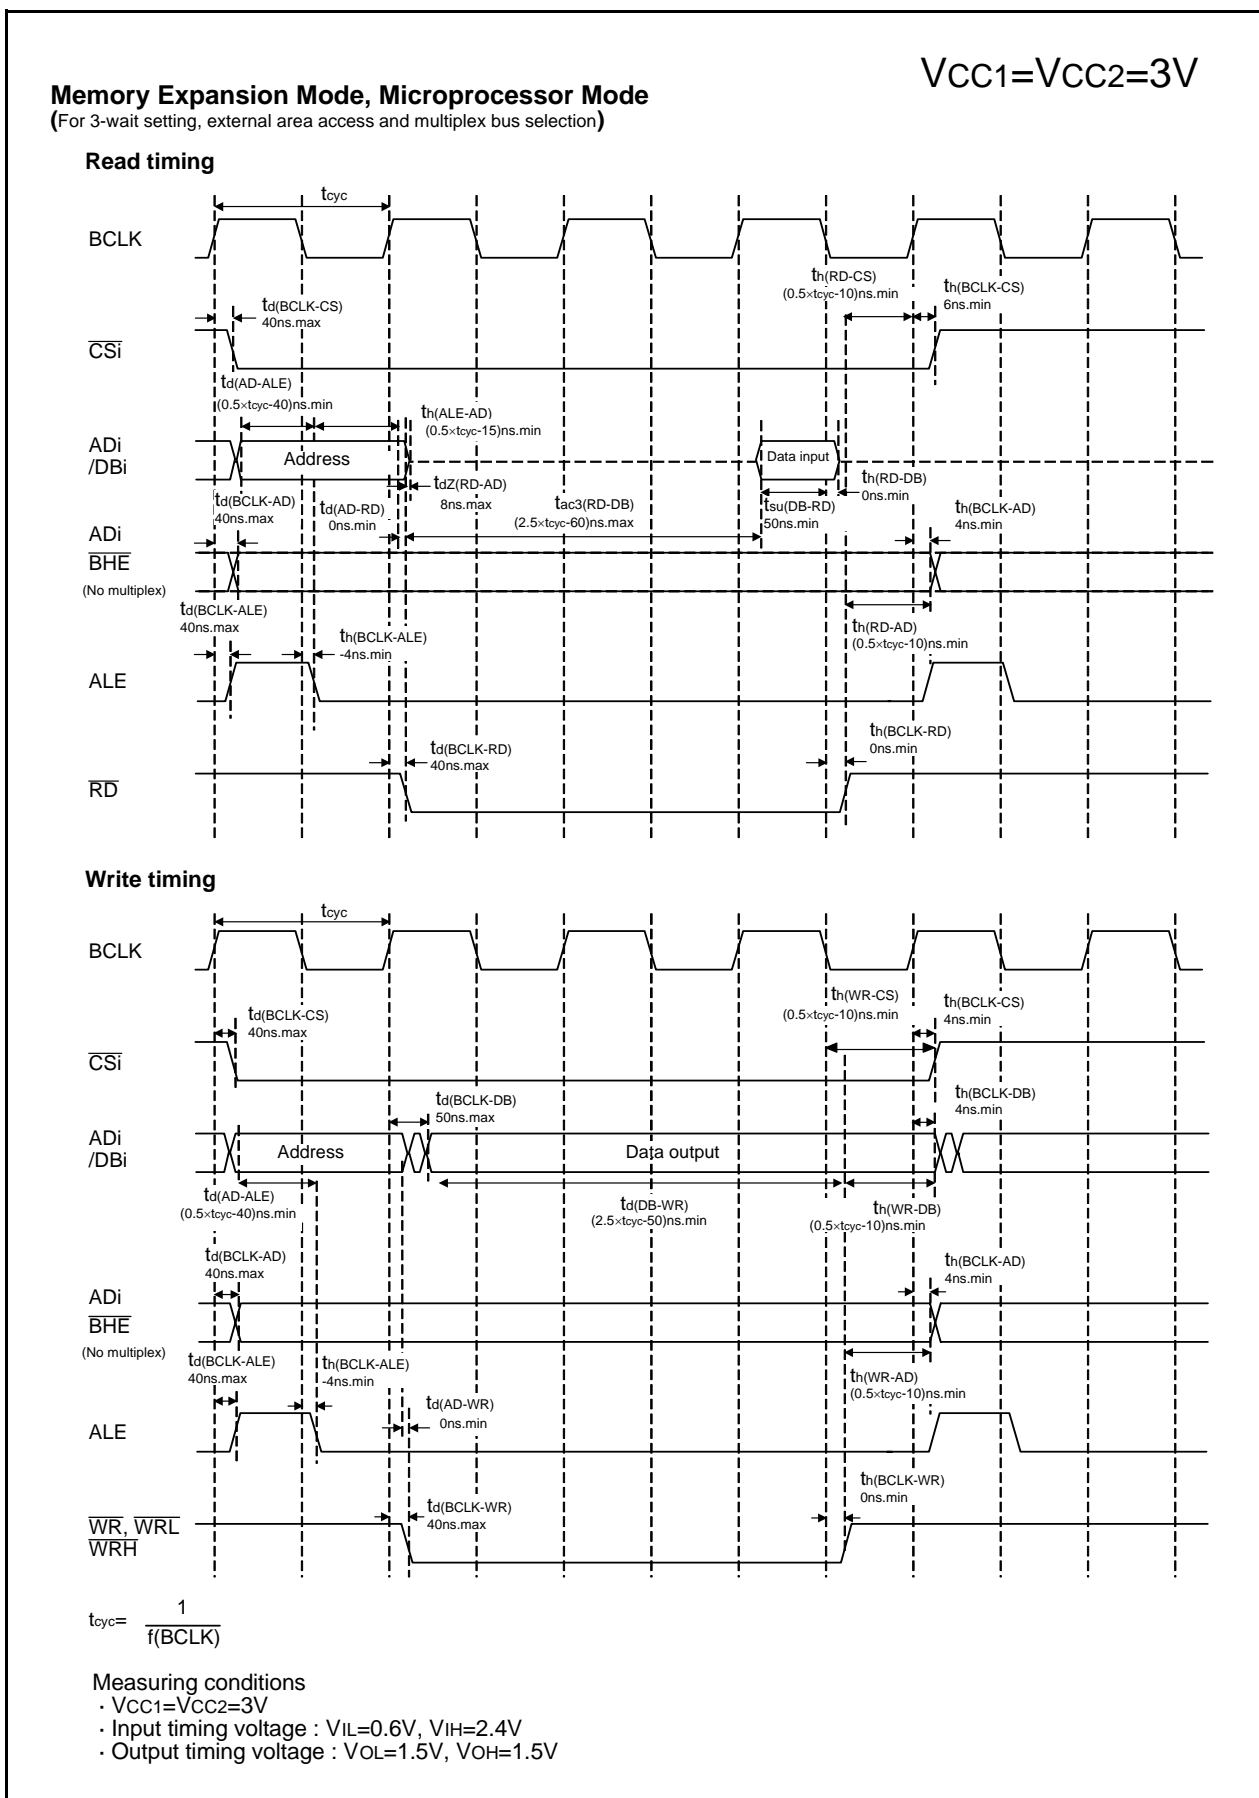 VCC1=VCC2=3V
Memory Expansion Mode, Microprocessor Mode
(For 3-wait setting, external area access and multiplex bus selection)
Read timing
tcyc
BCLK
th(RD-CS)
(0.5×tcyc-10)ns.min
th(BCLK-CS)
6ns.min
td(BCLK-CS)
40ns.max
CSi
td(AD-ALE)
(0.5×tcyc-40)ns.min
th(ALE-AD)
(0.5×tcyc-15)ns.min
ADi
/DBi
Address
Data input
tdZ(RD-AD)
8ns.max
th(RD-DB)
0ns.min
td(BCLK-AD)
40ns.max
td(AD-RD)
0ns.min
tac3(RD-DB)
(2.5×tcyc-60)ns.max
tsu(DB-RD)
50ns.min
th(BCLK-AD)
4ns.min
ADi
BHE
(No multiplex)
td(BCLK-ALE)
40ns.max
th(BCLK-ALE)
-4ns.min
th(RD-AD)
(0.5×tcyc-10)ns.min
ALE
td(BCLK-RD)
40ns.max
th(BCLK-RD)
0ns.min
RD
Write timing
tcyc
BCLK
th(WR-CS)
(0.5×tcyc-10)ns.min
th(BCLK-CS)
4ns.min
td(BCLK-CS)
40ns.max
CSi
td(BCLK-DB)
50ns.max
th(BCLK-DB)
4ns.min
ADi
/DBi
Address
Data output
td(AD-ALE)
(0.5×tcyc-40)ns.min
td(DB-WR)
(2.5×tcyc-50)ns.min
th(WR-DB)
(0.5×tcyc-10)ns.min
td(BCLK-AD)
40ns.max
th(BCLK-AD)
4ns.min
ADi
BHE
(No multiplex)
td(BCLK-ALE)
40ns.max
th(BCLK-ALE)
-4ns.min
td(AD-WR)
0ns.min
th(WR-AD)
(0.5×tcyc-10)ns.min
ALE
td(BCLK-WR)
40ns.max
th(BCLK-WR)
0ns.min
WR, WRL
WRH
tcyc= 1
f(BCLK)
Measuring conditions
· VCC1=VCC2=3V
· Input timing voltage : VIL=0.6V, VIH=2.4V
· Output timing voltage : VOL=1.5V, VOH=1.5V